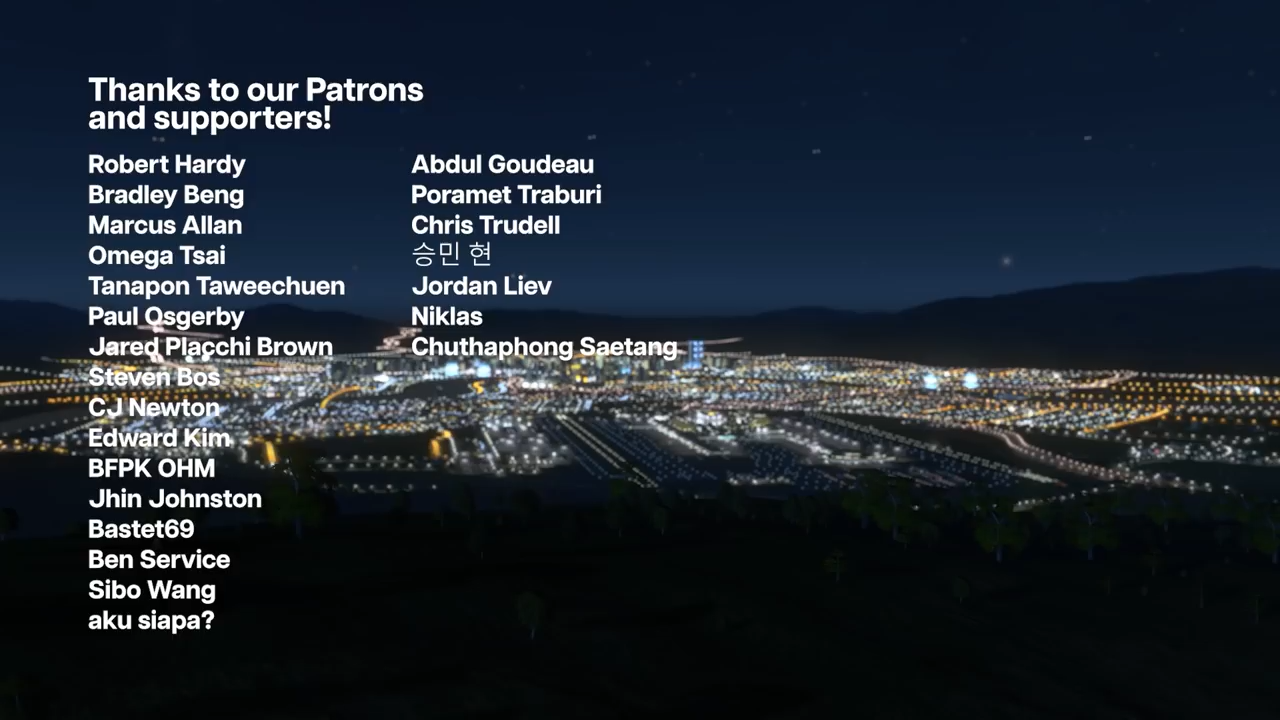 Thanks to our Patrons
and supporters!
Robert Hardy
Bradley Beng
Marcus Allan
Omega Tsai
Tanapon Taweechuen
Paul Osgerby
Jared Placchi Brown
Steven Bos
CJ Newton
Edward Kim
BFPK OHM
Jhin Johnston
Bastet69
Ben Service
Sibo Wang
aku siapa?
Abdul Goudeau
Poramet Traburi
Chris Trudell
승민 현
Jordan Liev
Niklas
Chuthaphong Saetang